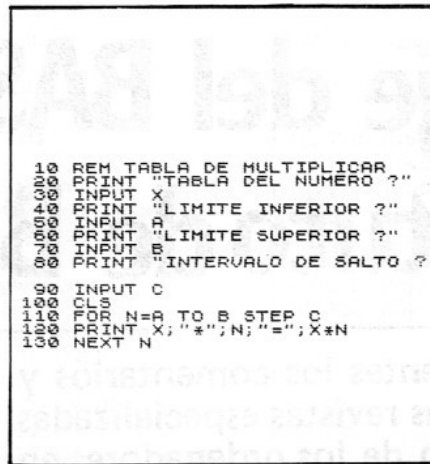 10 REM TABLA DE MULTIPLICAR
20 PRINT "TABLA DEL NUMERO ?"
30 INPUT X
40 PRINT "LIMITE INFERIOR ?"
50 INPUT A
60 PRINT "LIMITE SUPERIOR ?"
70 INPUT B
80 PRINT "INTERVALO DE SALTO ?
90 INPUT C
100 CLS
110 FOR N=A TO B STEP C
120 PRINT X;"*";N;"=";X*N
130 NEXT N